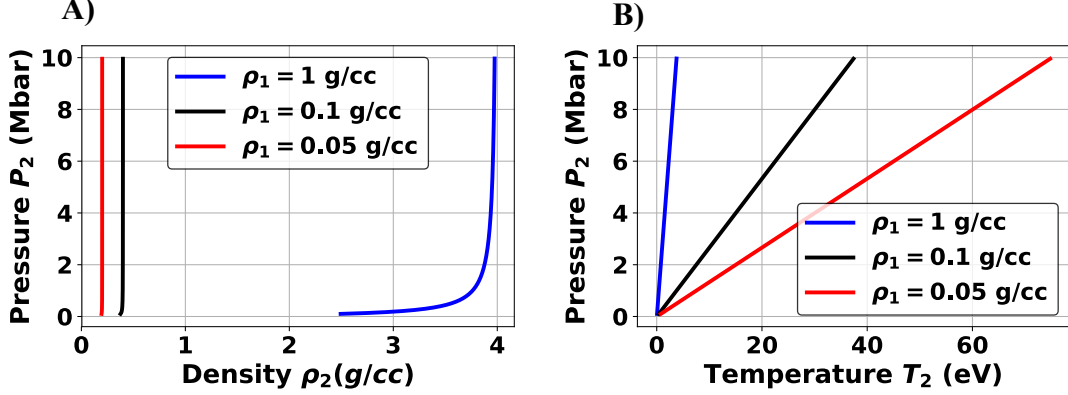 A)
Pressure P₂ (Mbar)
10
8
6
4
2
0
ρ₁ = 1 g/cc
ρ₁ = 0.1 g/cc
ρ₁ = 0.05 g/cc
0
1
2
3
4
Density ρ₂(g/cc)
B)
Pressure P₂ (Mbar)
10
8
6
4
2
0
ρ₁ = 1 g/cc
ρ₁ = 0.1 g/cc
ρ₁ = 0.05 g/cc
0
20
40
60
Temperature T₂ (eV)